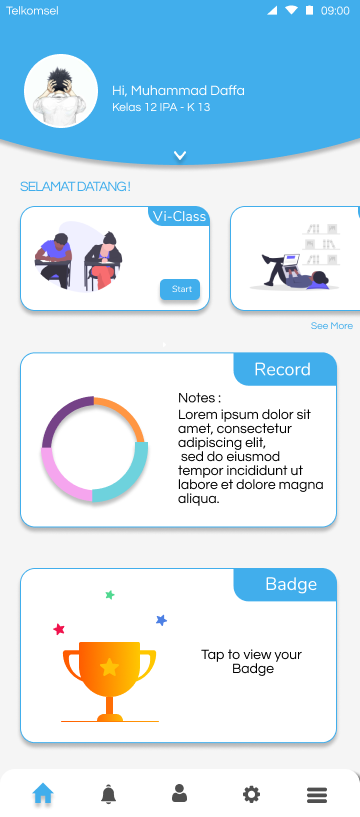 Telkomsel
09:00
Hi, Muhammad Daffa
Kelas 12 IPA - K 13
SELAMAT DATANG!
Vi-Class
Start
See More
Record
Notes :
Lorem ipsum dolor sit
amet, consectetur
adipiscing elit,
sed do eiusmod
tempor incididunt ut
labore et dolore magna
aliqua.
Badge
Tap to view your
Badge